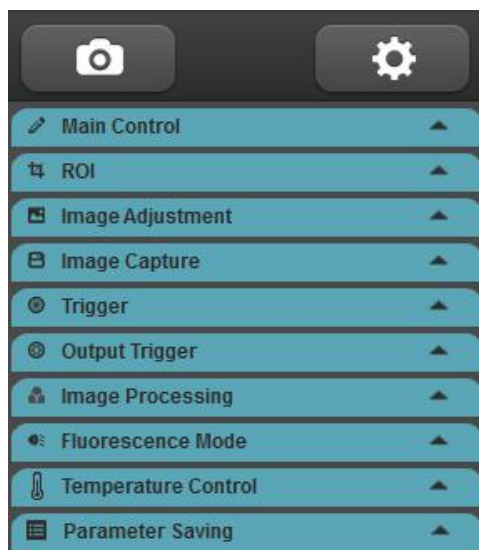 Main Control
ROI
Image Adjustment
Image Capture
Trigger
Output Trigger
Image Processing
Fluorescence Mode
Temperature Control
Parameter Saving